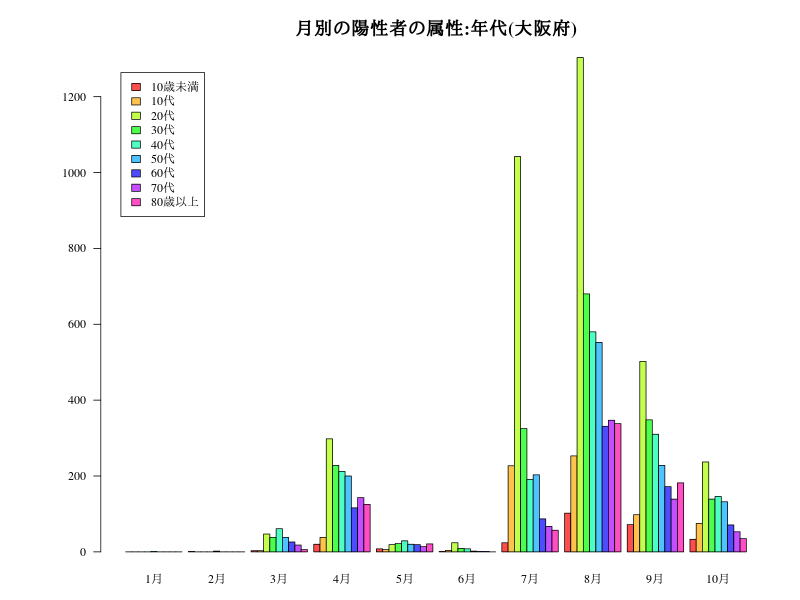 月別の陽性者の属性:年代(大阪府)
10歳未満
10代
20代
30代
40代
50代
60代
70代
80歳以上
1200
1000
800
600
400
200
0
1月 2月 3月 4月 5月 6月 7月 8月 9月 10月